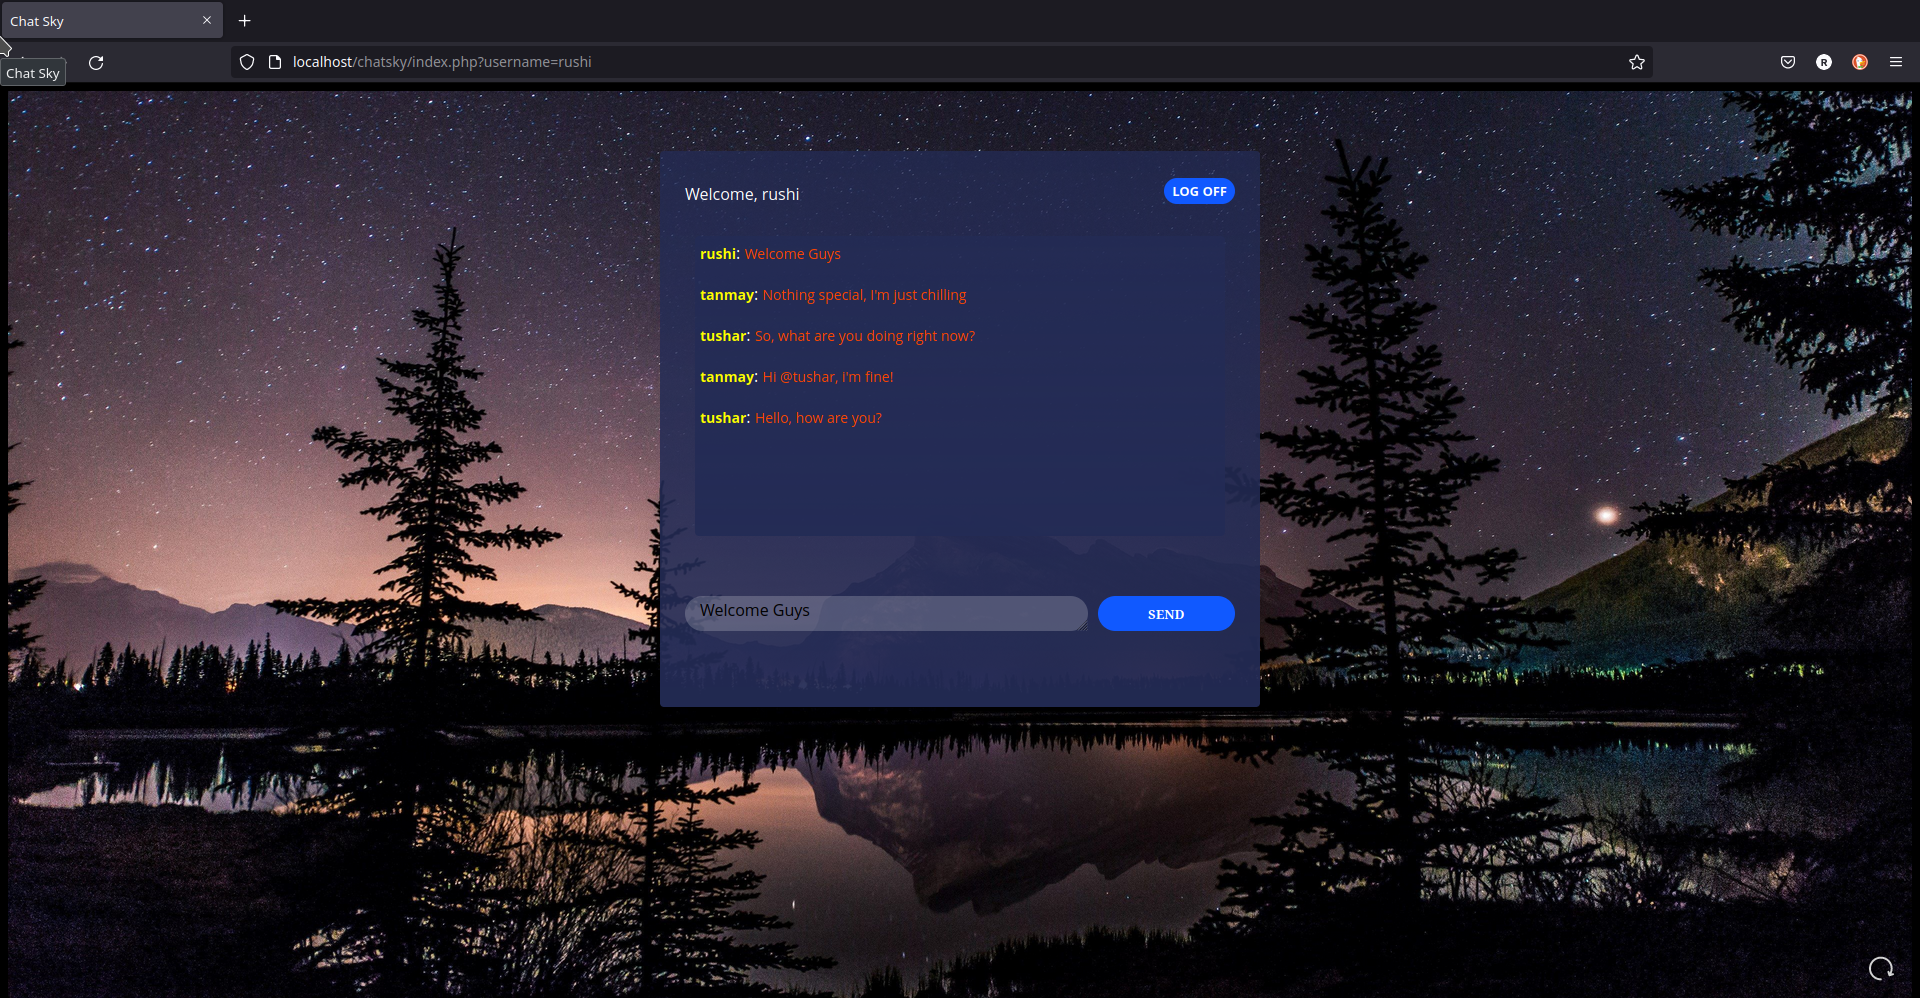 Chat Sky
localhost/chatsky/index.php?username=rushi
R
Chat Sky
Welcome, rushi
LOG OFF
rushi: Welcome Guys
tanmay: Nothing special, I'm just chilling
tushar: So, what are you doing right now?
tanmay: Hi @tushar, i'm fine!
tushar: Hello, how are you?
Welcome Guys
SEND